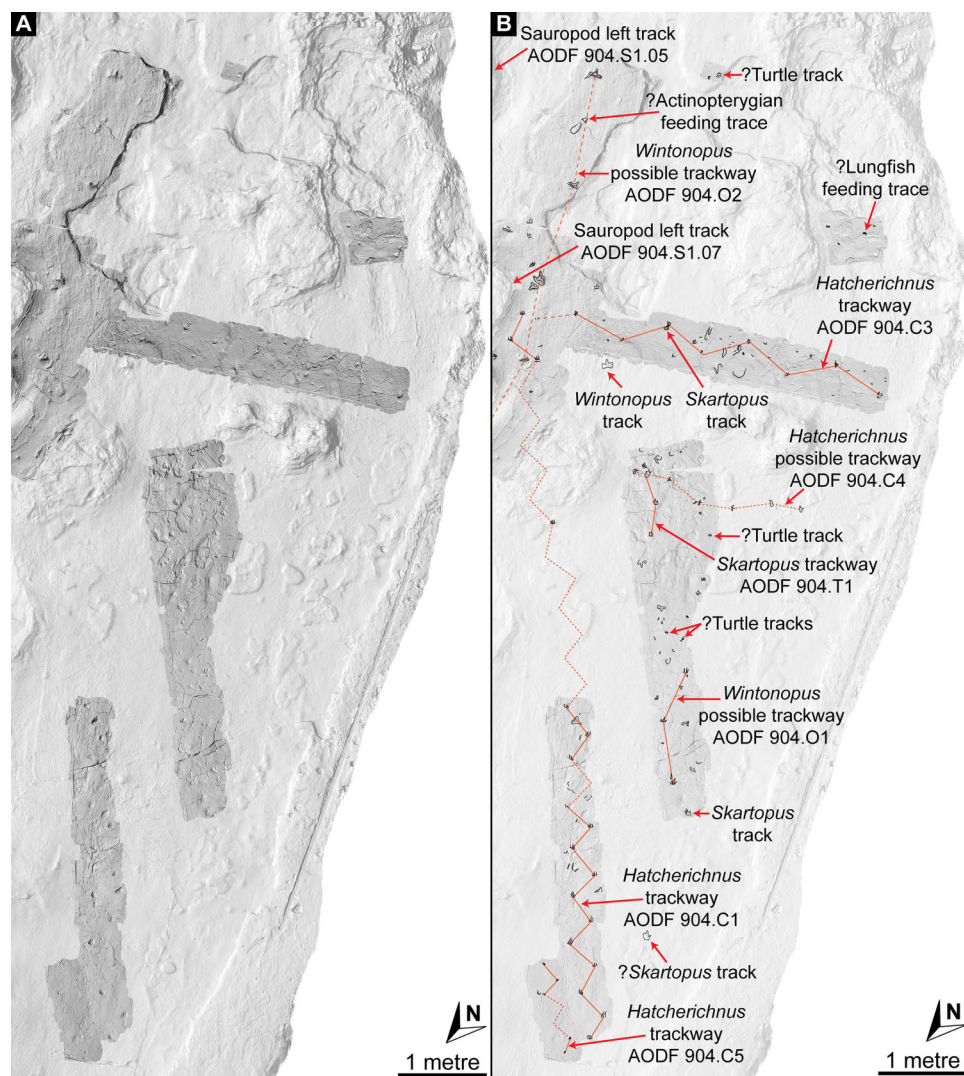 A
B
Sauropod left track
AODF 904.S1.05
?Turtle track
?Actinopterygian
feeding trace
Wintonopus
possible trackway
AODF 904.O2
?Lungfish
feeding trace
Sauropod left track
AODF 904.S1.07
Hatcherichnus
trackway
AODF 904.C3
Wintonopus
track
Skartopus
track
Hatcherichnus
possible trackway
AODF 904.C4
?Turtle track
Skartopus trackway
AODF 904.T1
?Turtle tracks
Wintonopus
possible trackway
AODF 904.O1
Skartopus
track
Hatcherichnus
trackway
AODF 904.C1
?Skartopus track
Hatcherichnus
trackway
AODF 904.C5
N
1 metre
N
1 metre